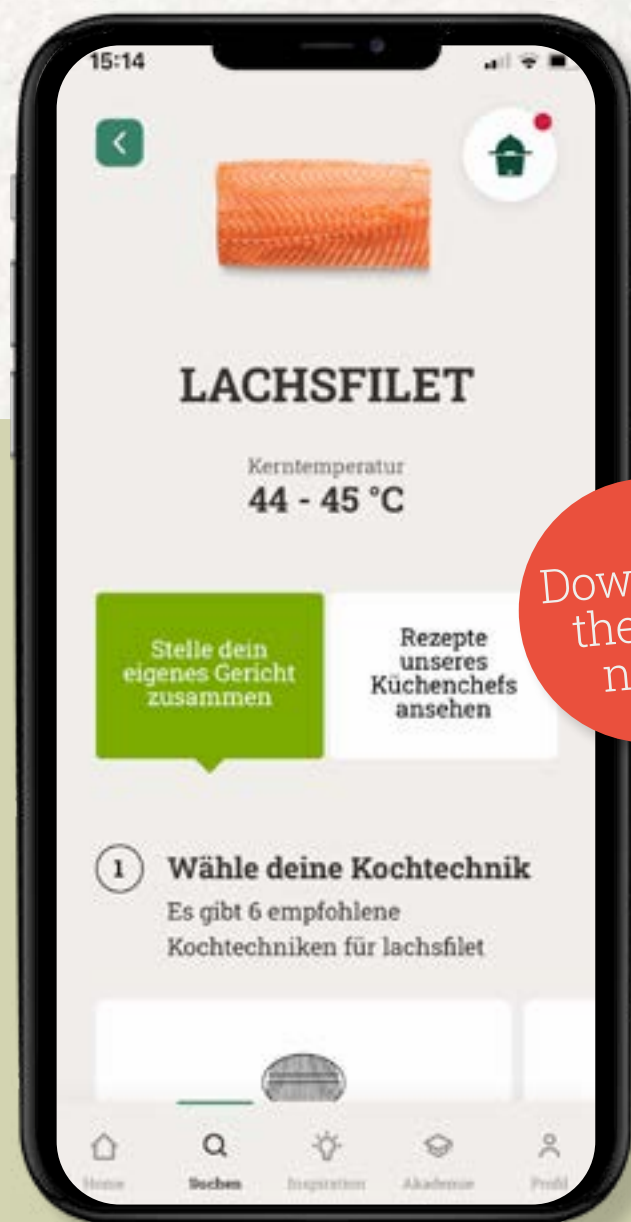 15:14
LACHSFILET
Kerntemperatur
44 - 45 °C
Stelle dein
eigenes Gericht
zusammen
Rezepte
unseres
Küchenchefs
ansehen
the
1 Wähle deine Kochtechnik
Es gibt 6 empfohlene
Kochtechniken für lachsfilet
Home Suchen Inspiration Akademie Profil